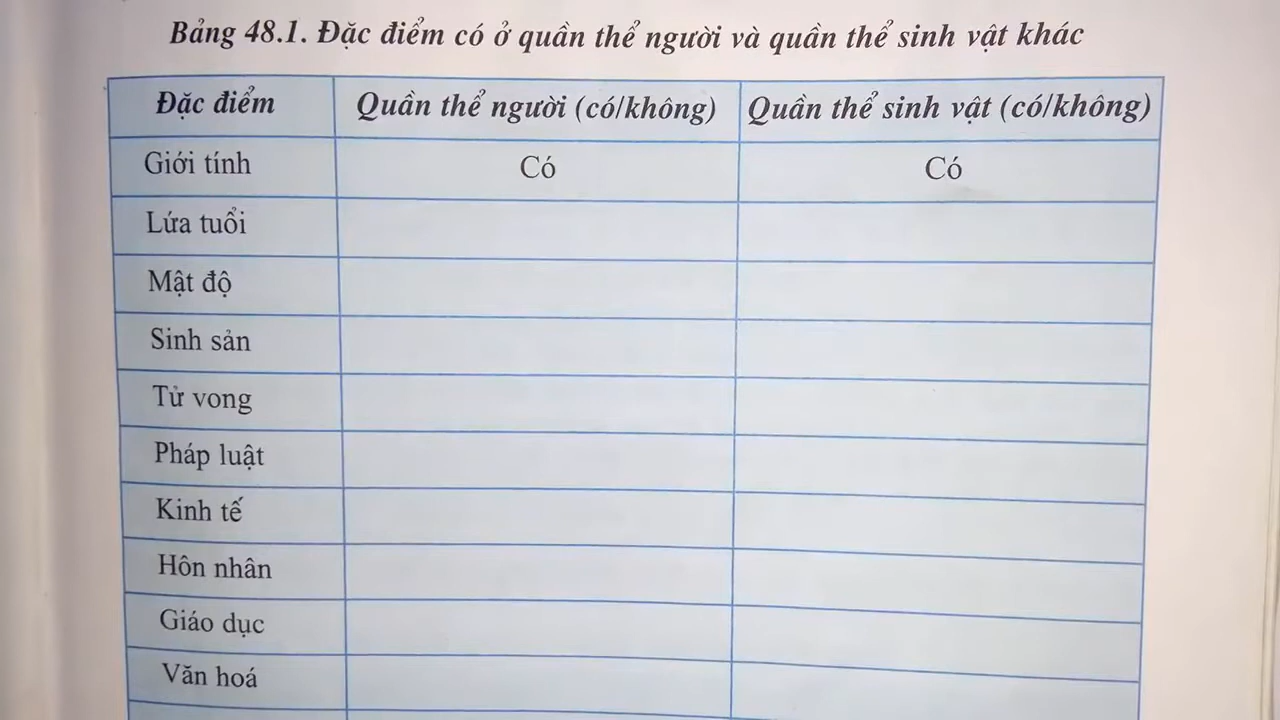 Bảng 48.1. Đặc điểm có ở quần thể người và quần thể sinh vật khác
Đặc điểm Quần thể người (có/không) Quần thể sinh vật (có/không)
Giới tính Có Có
Lứa tuổi
Mật độ
Sinh sản
Tử vong
Pháp luật
Kinh tế
Hôn nhân
Giáo dục
Văn hoá